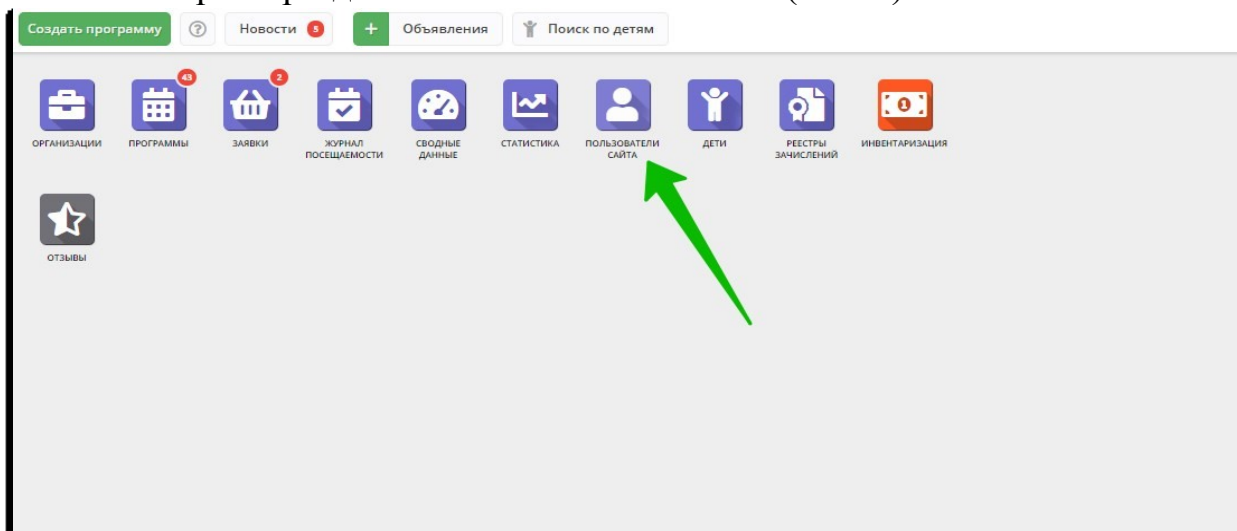 Создать программу ? Новости 5 + Объявления Поиск по детям
43 2
ОРГАНИЗАЦИИ ПРОГРАММЫ ЗАЯВКИ ЖУРНАЛ ПОСЕЩАЕМОСТИ СВОДНЫЕ ДАННЫЕ СТАТИСТИКА ПОЛЬЗОВАТЕЛИ САЙТА ДЕТИ РЕЕСТРЫ ЗАЧИСЛЕНИЙ ИНВЕНТАРИЗАЦИЯ
ОТЗЫВЫ